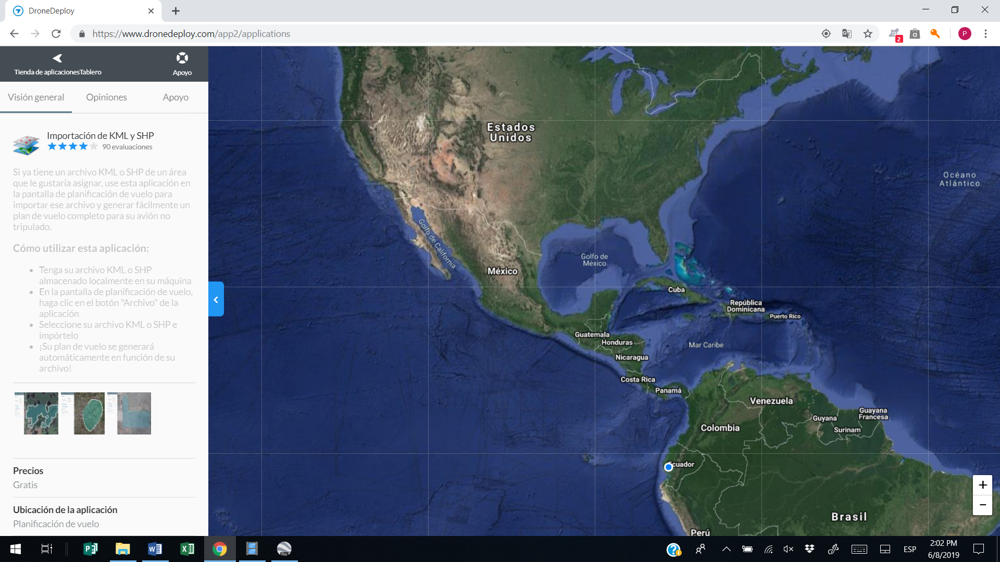 DroneDeploy
https://www.dronedeploy.com/app2/applications
2
a
P
Tienda de aplicacionesTablero
Apoyo
Visión general
Opiniones
Apoyo
Importación de KML y SHP
90 evaluaciones
Si ya tiene un archivo KML o SHP de un área
que le gustaría asignar, use esta aplicación en
la pantalla de planificación de vuelo para
importar ese archivo y generar fácilmente un
plan de vuelo completo para su avión no
tripulado.
Cómo utilizar esta aplicación:
Tenga su archivo KML o SHP
almacenado localmente en su máquina
En la pantalla de planificación de vuelo,
haga clic en el botón "Archivo" de la
aplicación
Seleccione su archivo KML o SHP e
impórtelo
¡Su plan de vuelo se generará
automáticamente en función de su
archivo!
Precios
Gratis
Ubicación de la aplicación
Planificación de vuelo
Estados
Unidos
Océano
Atlántico
Golfo de California
Golfo de
México
México
Cuba
República
Dominicana
Puerto Rico
Guatemala
Honduras
Mar Caribe
Nicaragua
Costa Rica
Panamá
Venezuela
Guayana
Francesa
Guyana
Surinam
Colombia
Ecuador
Brasil
Perú
+
−
ESP
2:02 PM
6/8/2019